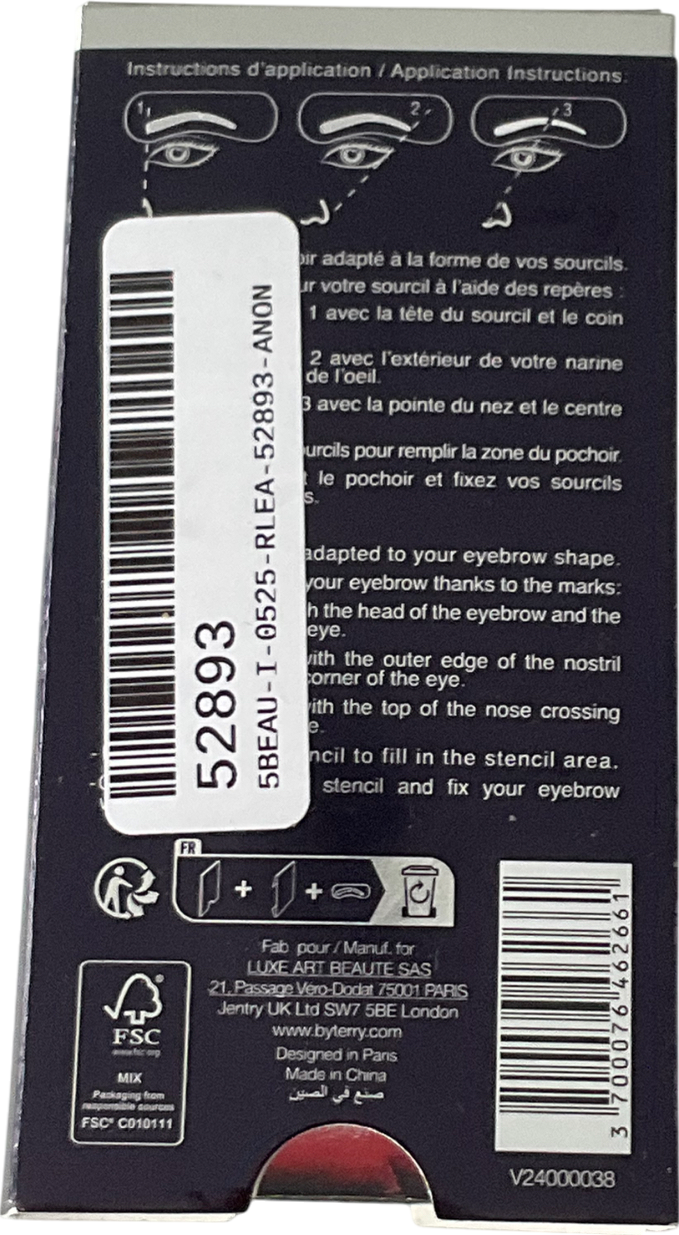 Instructions d'application / Application Instructions:
1
2
3
oir adapté à la forme de vos sourcils.
ur votre sourcil à l'aide des repères :
1 avec la tête du sourcil et le coin
2 avec l'extérieur de votre narine
de l'oeil.
3 avec la pointe du nez et le centre
urcils pour remplir la zone du pochoir.
le pochoir et fixez vos sourcils
s.
adapted to your eyebrow shape.
your eyebrow thanks to the marks:
h the head of the eyebrow and the
eye.
with the outer edge of the nostril
corner of the eye.
with the top of the nose crossing
e.
ncil to fill in the stencil area.
stencil and fix your eyebrow
52893
5BEAU-I-0525-RLEA-52893-ANON
FR
Fab pour / Manuf. for
LUXE ART BEAUTE SAS
21, Passage Véro-Dodat 75001 PARIS
Jentry UK Ltd SW7 5BE London
www.byterry.com
Designed in Paris
Made in China
صنع في الصين
FSC
www.fsc.org
MIX
Packaging from
responsible sources
FSC® C010111
3 700076 462661
V24000038